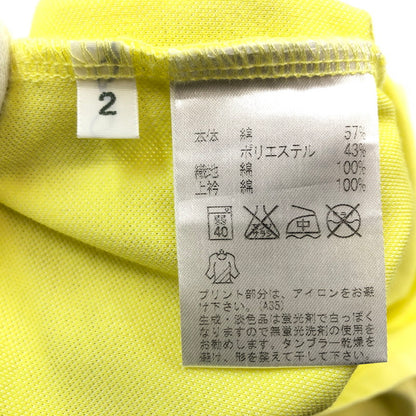 2
本体 綿 57%
ポリエステル 43%
綿 100%
上衿 綿 100%
弱
40
中
プリント部分は、アイロンをお避
け下さい。(A35)
生成・淡色品は蛍光剤で白っぽく
なりますので無蛍光洗剤の使用を
お勧めします。タンブラー乾燥を
避け、形を整えて干して下さい。